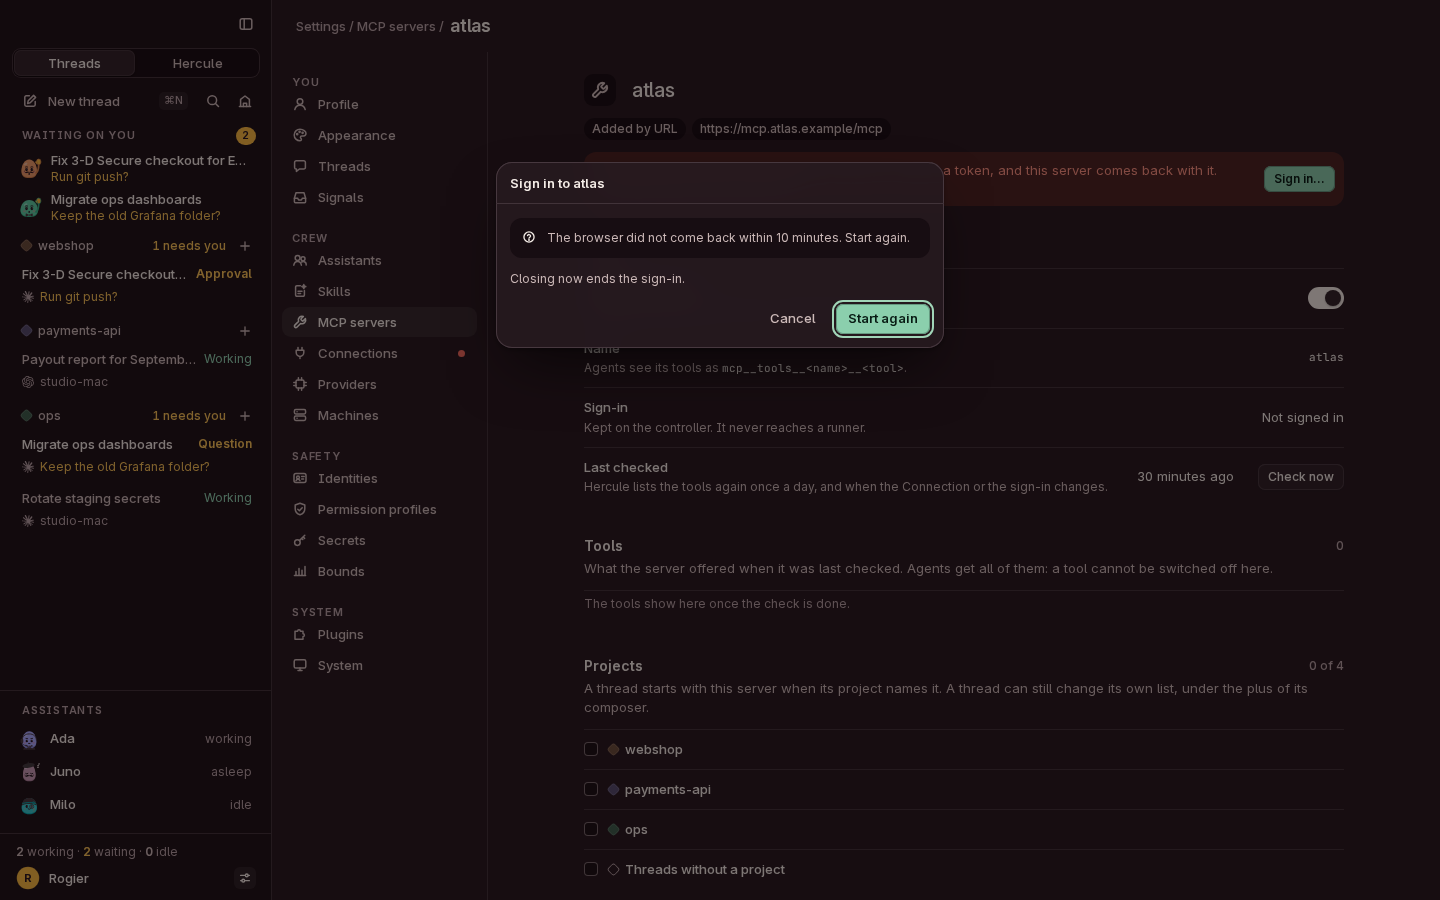 Settings / MCP servers / atlas
Threads
Hercule
New thread
⌘N
WAITING ON YOU
2
Fix 3-D Secure checkout for E…
Run git push?
Migrate ops dashboards
Keep the old Grafana folder?
webshop
1 needs you
Fix 3-D Secure checkout…
Approval
Run git push?
payments-api
Payout report for Septemb…
Working
studio-mac
ops
1 needs you
Migrate ops dashboards
Question
Keep the old Grafana folder?
Rotate staging secrets
Working
studio-mac
ASSISTANTS
Ada
working
Juno
asleep
Milo
idle
2 working · 2 waiting · 0 idle
R
Rogier
YOU
Profile
Appearance
Threads
Signals
CREW
Assistants
Skills
MCP servers
Connections
Providers
Machines
SAFETY
Identities
Permission profiles
Secrets
Bounds
SYSTEM
Plugins
System
atlas
Added by URL
https://mcp.atlas.example/mcp
a token, and this server comes back with it.
Sign in…
Sign in to atlas
The browser did not come back within 10 minutes. Start again.
Closing now ends the sign-in.
Cancel
Start again
Name
Agents see its tools as mcp__tools__<name>__<tool>.
atlas
Sign-in
Kept on the controller. It never reaches a runner.
Not signed in
Last checked
Hercule lists the tools again once a day, and when the Connection or the sign-in changes.
30 minutes ago
Check now
Tools
0
What the server offered when it was last checked. Agents get all of them: a tool cannot be switched off here.
The tools show here once the check is done.
Projects
0 of 4
A thread starts with this server when its project names it. A thread can still change its own list, under the plus of its
composer.
webshop
payments-api
ops
Threads without a project